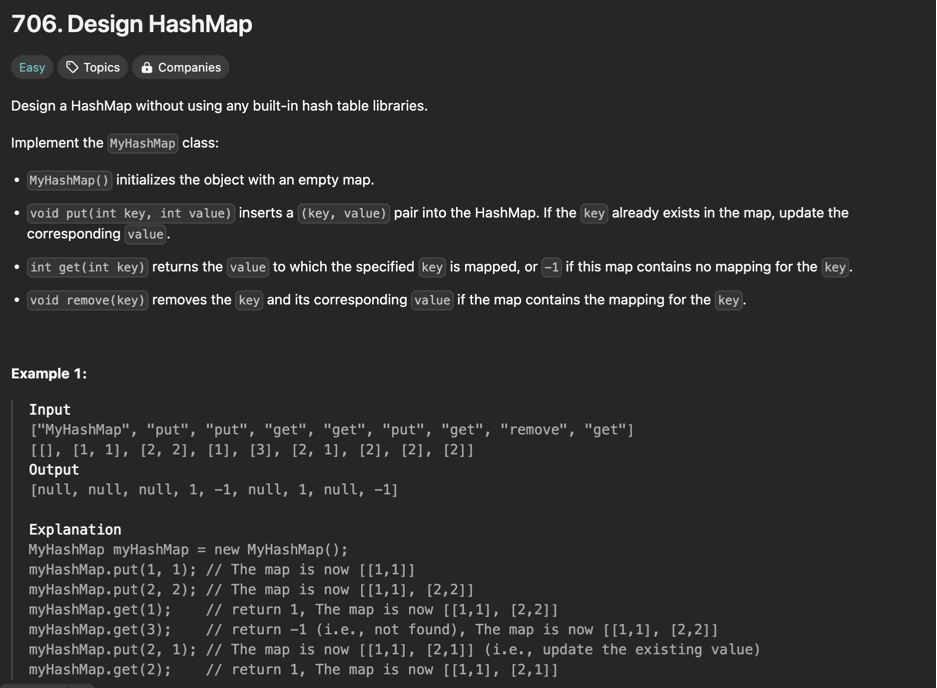 706. Design HashMap
Easy Topics Companies
Design a HashMap without using any built-in hash table libraries.
Implement the MyHashMap class:
• MyHashMap() initializes the object with an empty map.
• void put(int key, int value) inserts a (key, value) pair into the HashMap. If the key already exists in the map, update the
corresponding value.
• int get(int key) returns the value to which the specified key is mapped, or -1 if this map contains no mapping for the key.
• void remove(key) removes the key and its corresponding value if the map contains the mapping for the key.
Example 1:
Input
["MyHashMap", "put", "put", "get", "get", "put", "get", "remove", "get"]
[[], [1, 1], [2, 2], [1], [3], [2, 1], [2], [2], [2]]
Output
[null, null, null, 1, -1, null, 1, null, -1]
Explanation
MyHashMap myHashMap = new MyHashMap();
myHashMap.put(1, 1); // The map is now [[1,1]]
myHashMap.put(2, 2); // The map is now [[1,1], [2,2]]
myHashMap.get(1);    // return 1, The map is now [[1,1], [2,2]]
myHashMap.get(3);    // return -1 (i.e., not found), The map is now [[1,1], [2,2]]
myHashMap.put(2, 1); // The map is now [[1,1], [2,1]] (i.e., update the existing value)
myHashMap.get(2);    // return 1, The map is now [[1,1], [2,1]]